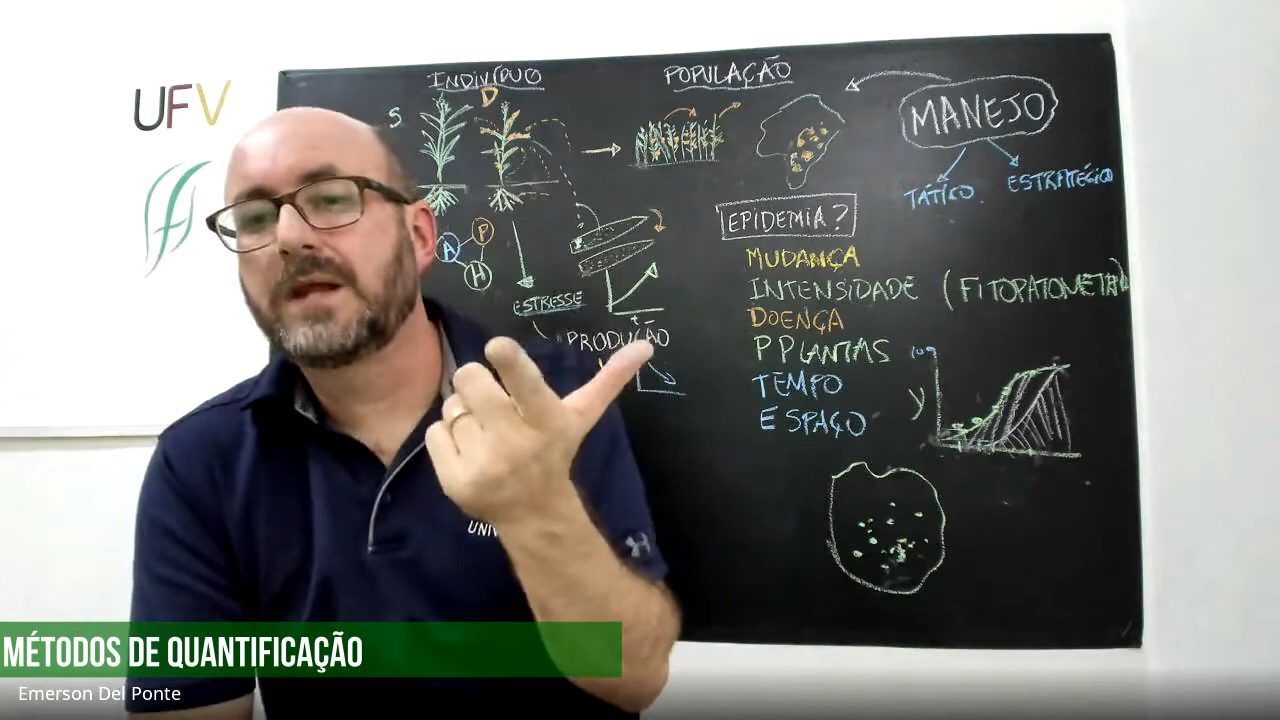 UFV
INDIVÍDUO
S
D
POPULAÇÃO
MANEJO
TÁTICO
ESTRATÉGICO
EPIDEMIA?
MUDANÇA
INTENSIDADE (FITOPATOMETRIA)
DOENÇA
P PLANTAS
TEMPO
ESPAÇO
A
P
H
ESTRESSE
t
PRODUÇÃO
y
UNIV
MÉTODOS DE QUANTIFICAÇÃO
Emerson Del Ponte